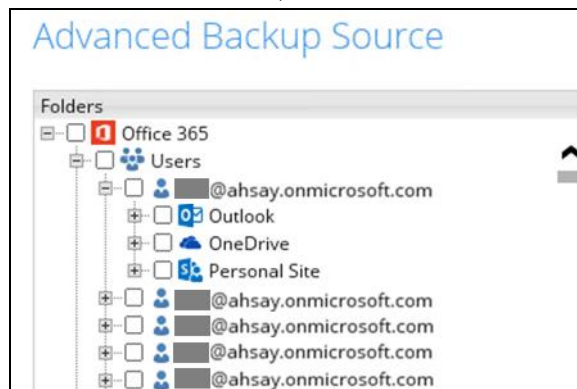 Advanced Backup Source
Folders
Office 365
Users
@ahsay.onmicrosoft.com
Outlook
OneDrive
Personal Site
@ahsay.onmicrosoft.com
@ahsay.onmicrosoft.com
@ahsay.onmicrosoft.com
@ahsay.onmicrosoft.com